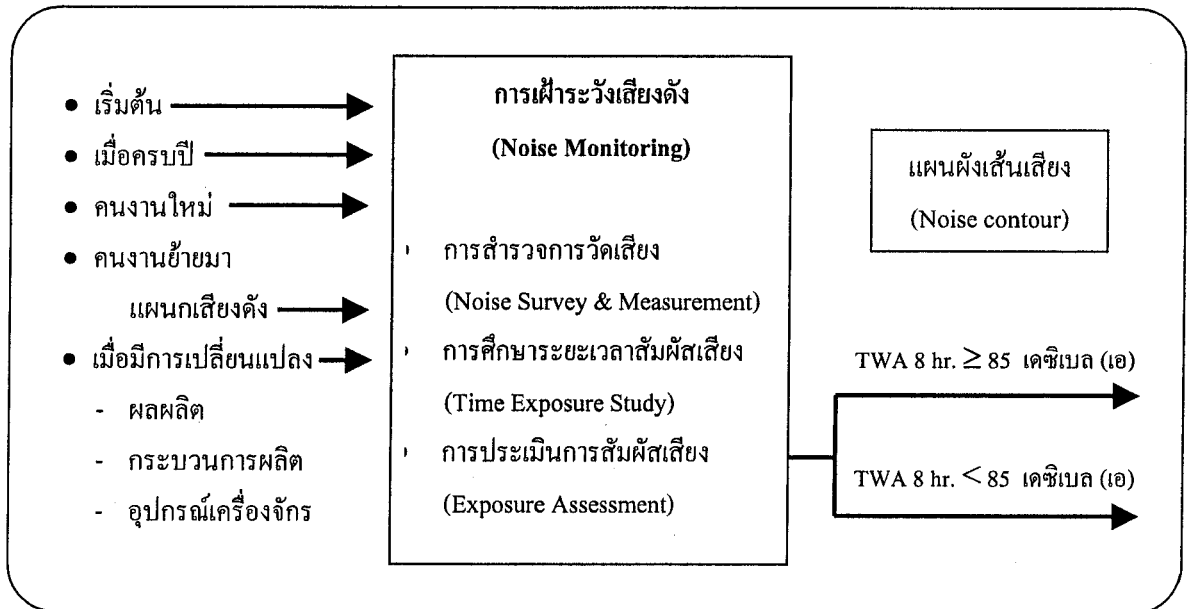 • เริ่มต้น
• เมื่อครบปี
• คนงานใหม่
• คนงานย้ายมา
แผนกเสียงดัง
• เมื่อมีการเปลี่ยนแปลง
- ผลผลิต
- กระบวนการผลิต
- อุปกรณ์เครื่องจักร
การเฝ้าระวังเสียงดัง
(Noise Monitoring)
การสำรวจการวัดเสียง
(Noise Survey & Measurement)
การศึกษาระยะเวลาสัมผัสเสียง
(Time Exposure Study)
การประเมินการสัมผัสเสียง
(Exposure Assessment)
แผนผังเส้นเสียง
(Noise contour)
TWA 8 hr. ≥ 85 เดซิเบล (เอ)
TWA 8 hr. < 85 เดซิเบล (เอ)